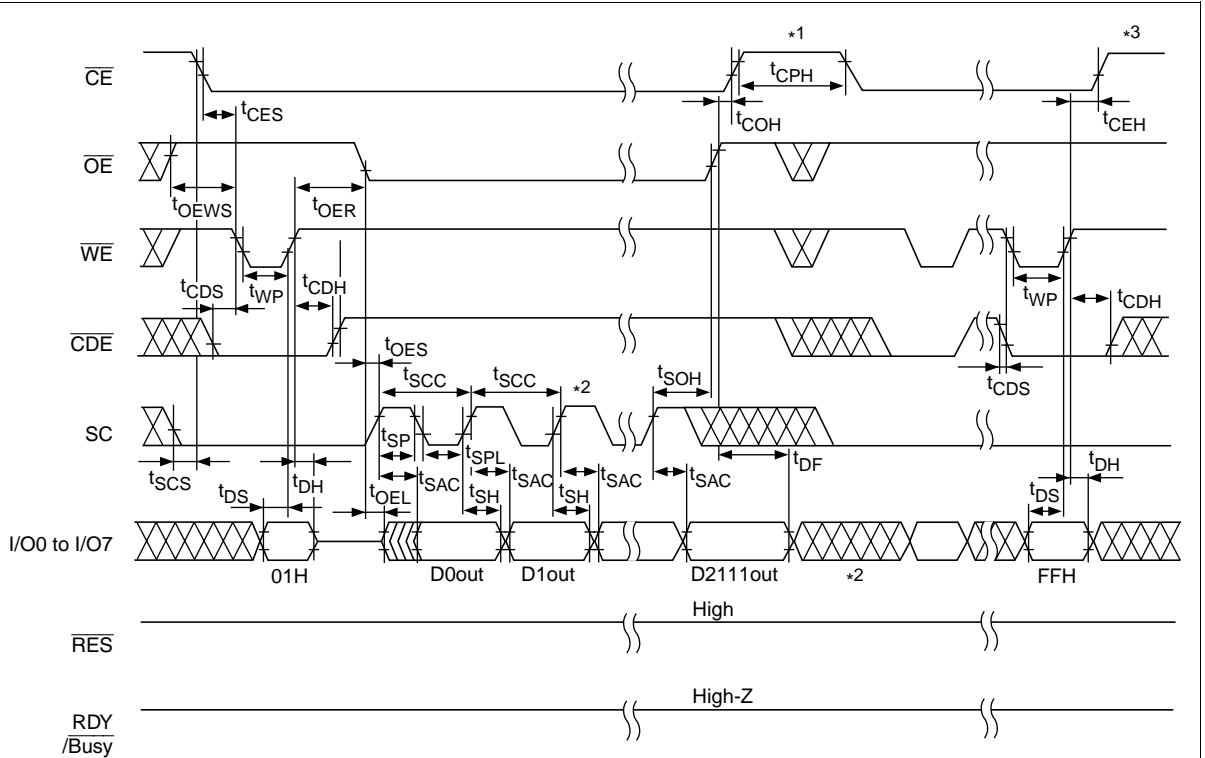 *1 *3
CE
tCPH
tCES
tCOH
tCEH
OE
tOEWS
tOER
WE
tCDS
tWP
tCDH
tWP
tCDH
CDE
tOES
tSCC
tSCC
*2
tSOH
tCDS
SC
tSP
tSPL
tSCS
tDH
tSAC
tSAC
tSAC
tDF
tDH
tDS
tOEL
tSH
tSH
tSAC
tDS
I/O0 to I/O7
01H
D0out
D1out
D2111out
*2
FFH
High
RES
High-Z
RDY
/Busy